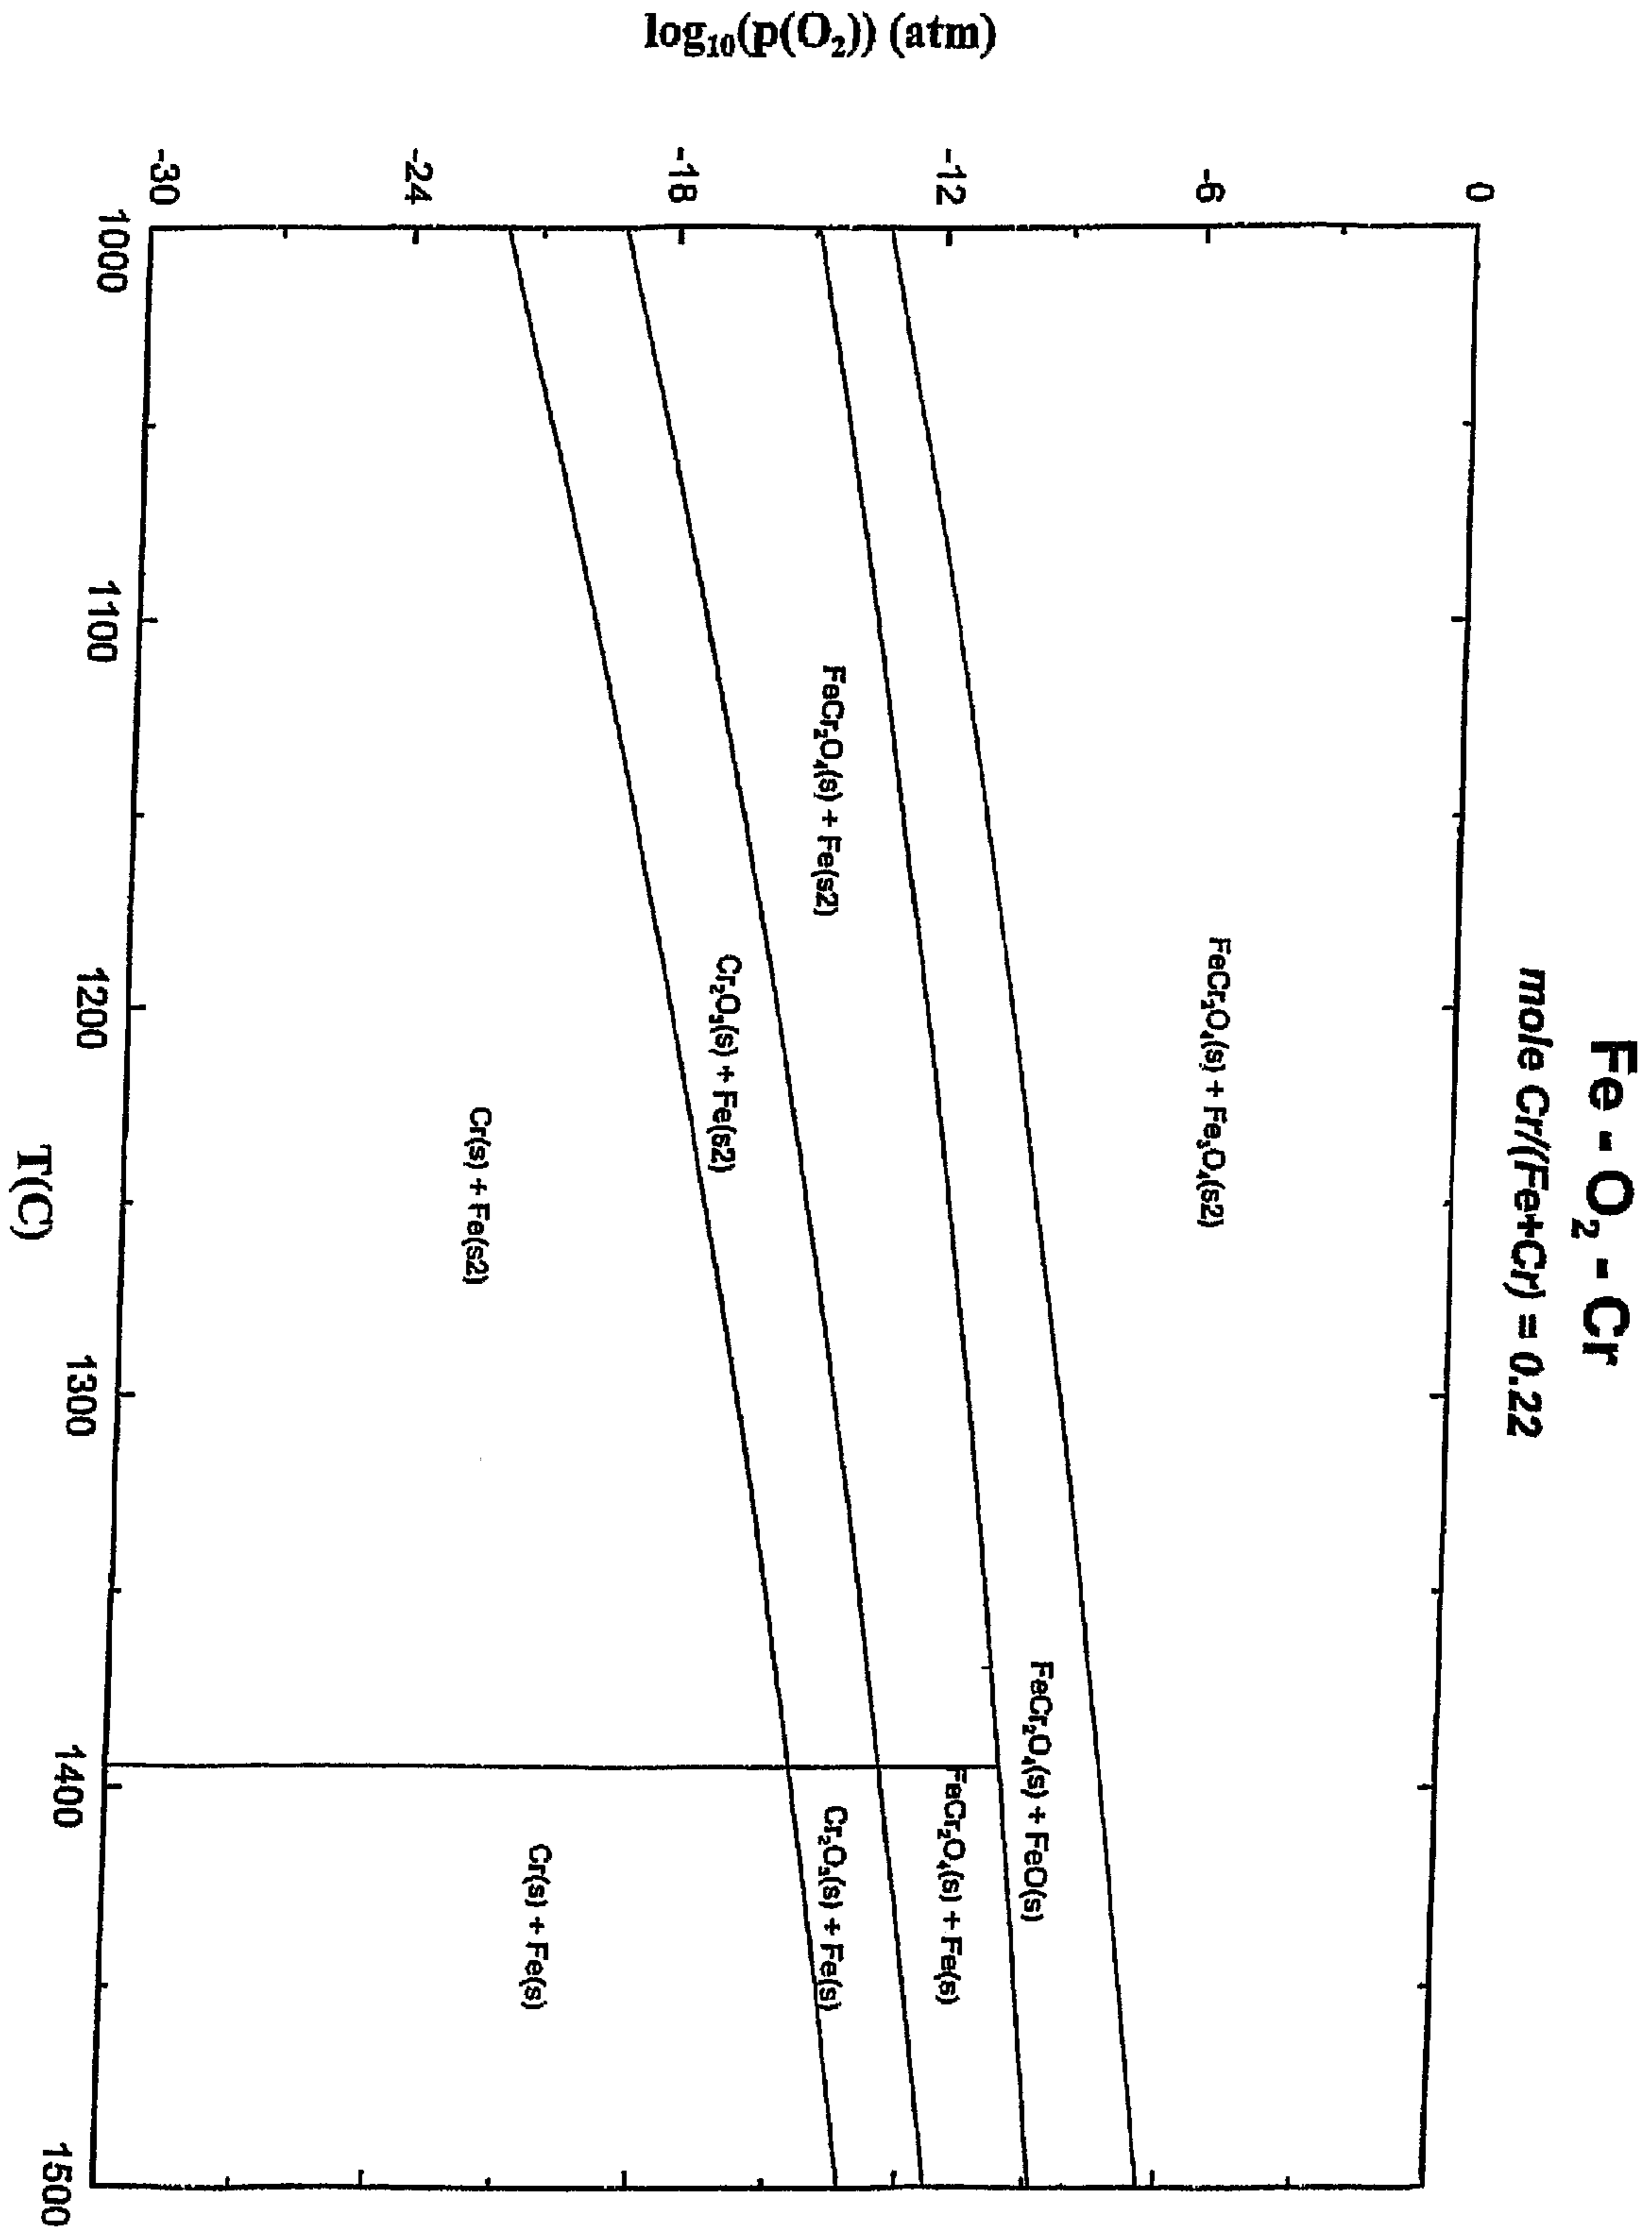 Fe - O₂ - Cr
mole Cr/(Fe+Cr) = 0.22
log₁₀(p(O₂)) (atm)
0
-6
-12
-18
-24
-30
FeCr₂O₄(s) + Fe₃O₄(s2)
FeCr₂O₄(s) + FeO(s)
FeCr₂O₄(s) + Fe(s2)
FeCr₂O₄(s) + Fe(s)
Cr₂O₃(s) + Fe(s2)
Cr₂O₃(s) + Fe(s)
Cr(s) + Fe(s2)
Cr(s) + Fe(s)
1000
1100
1200
1300
1400
1500
T(C)